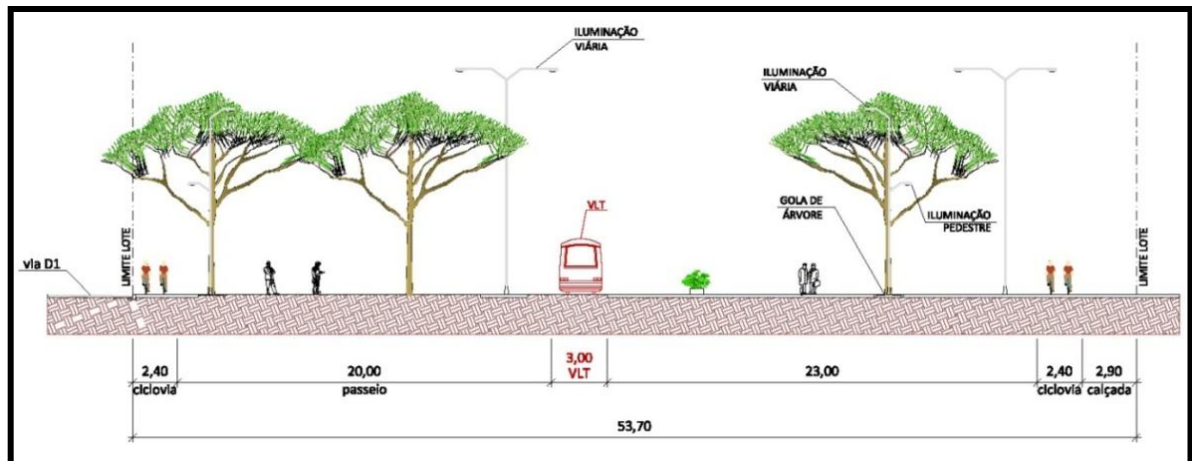 ILUMINAÇÃO
VIÁRIA
ILUMINAÇÃO
VIÁRIA
LIMITE LOTE
via D1
VLT
GOLA DE
ÁRVORE
ILUMINAÇÃO
PEDESTRE
LIMITE LOTE
2,40
ciclovia
20,00
passeio
3,00
VLT
23,00
2,40
ciclovia
2,90
calçada
53,70